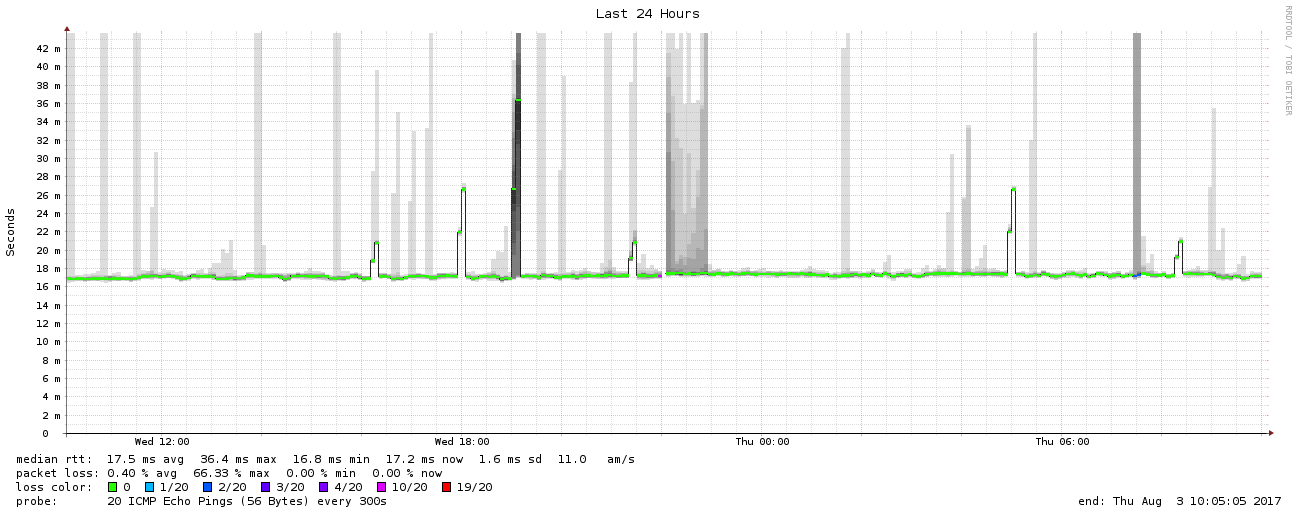 Last 24 Hours
RRDTOOL / TOBI OETIKER
Seconds
42 m
40 m
38 m
36 m
34 m
32 m
30 m
28 m
26 m
24 m
22 m
20 m
18 m
16 m
14 m
12 m
10 m
8 m
6 m
4 m
2 m
0
Wed 12:00 Wed 18:00 Thu 00:00 Thu 06:00
median rtt: 17.5 ms avg 36.4 ms max 16.8 ms min 17.2 ms now 1.6 ms sd 11.0 am/s
packet loss: 0.40 % avg 66.33 % max 0.00 % min 0.00 % now
loss color: 0 1/20 2/20 3/20 4/20 10/20 19/20
probe: 20 ICMP Echo Pings (56 Bytes) every 300s end: Thu Aug 3 10:05:05 2017